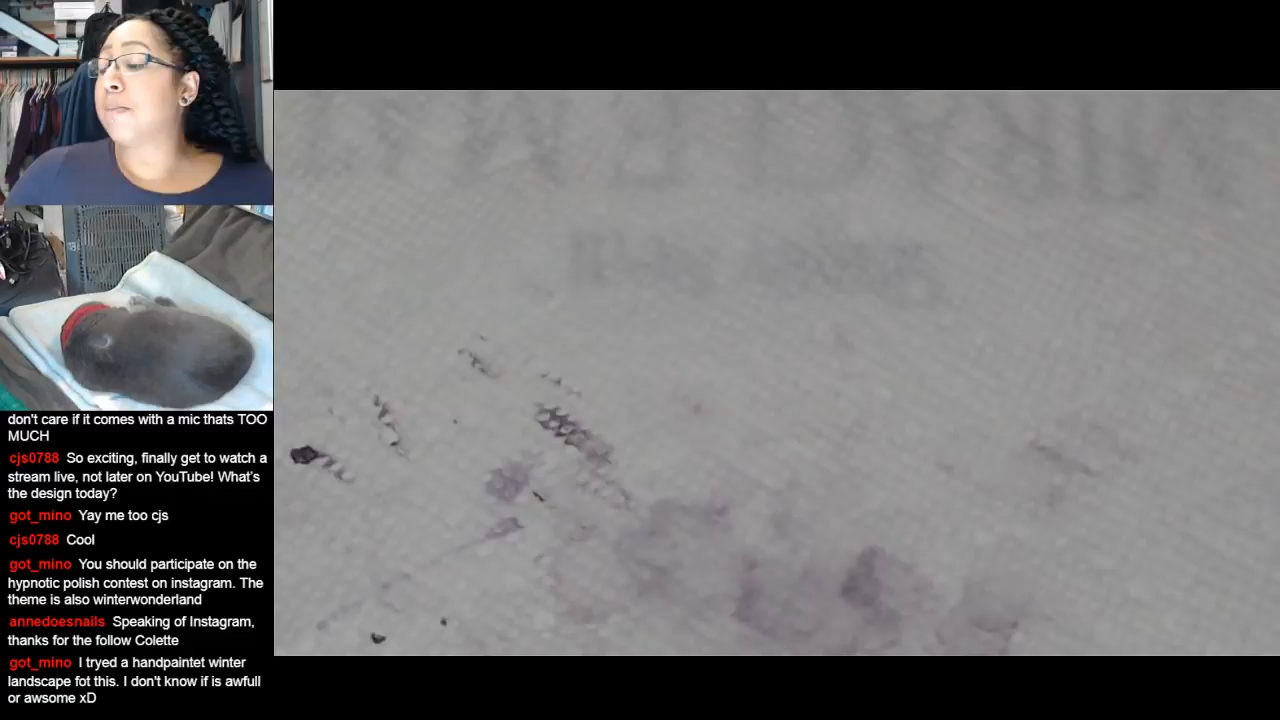 don't care if it comes with a mic thats TOO
MUCH
cjs0788 So exciting, finally get to watch a
stream live, not later on YouTube! What's
the design today?
got_mino Yay me too cjs
cjs0788 Cool
got_mino You should participate on the
hypnotic polish contest on instagram. The
theme is also winterwonderland
annedoesnails Speaking of Instagram,
thanks for the follow Colette
got_mino I tryed a handpaintet winter
landscape fot this. I don't know if is awfull
or awsome xD